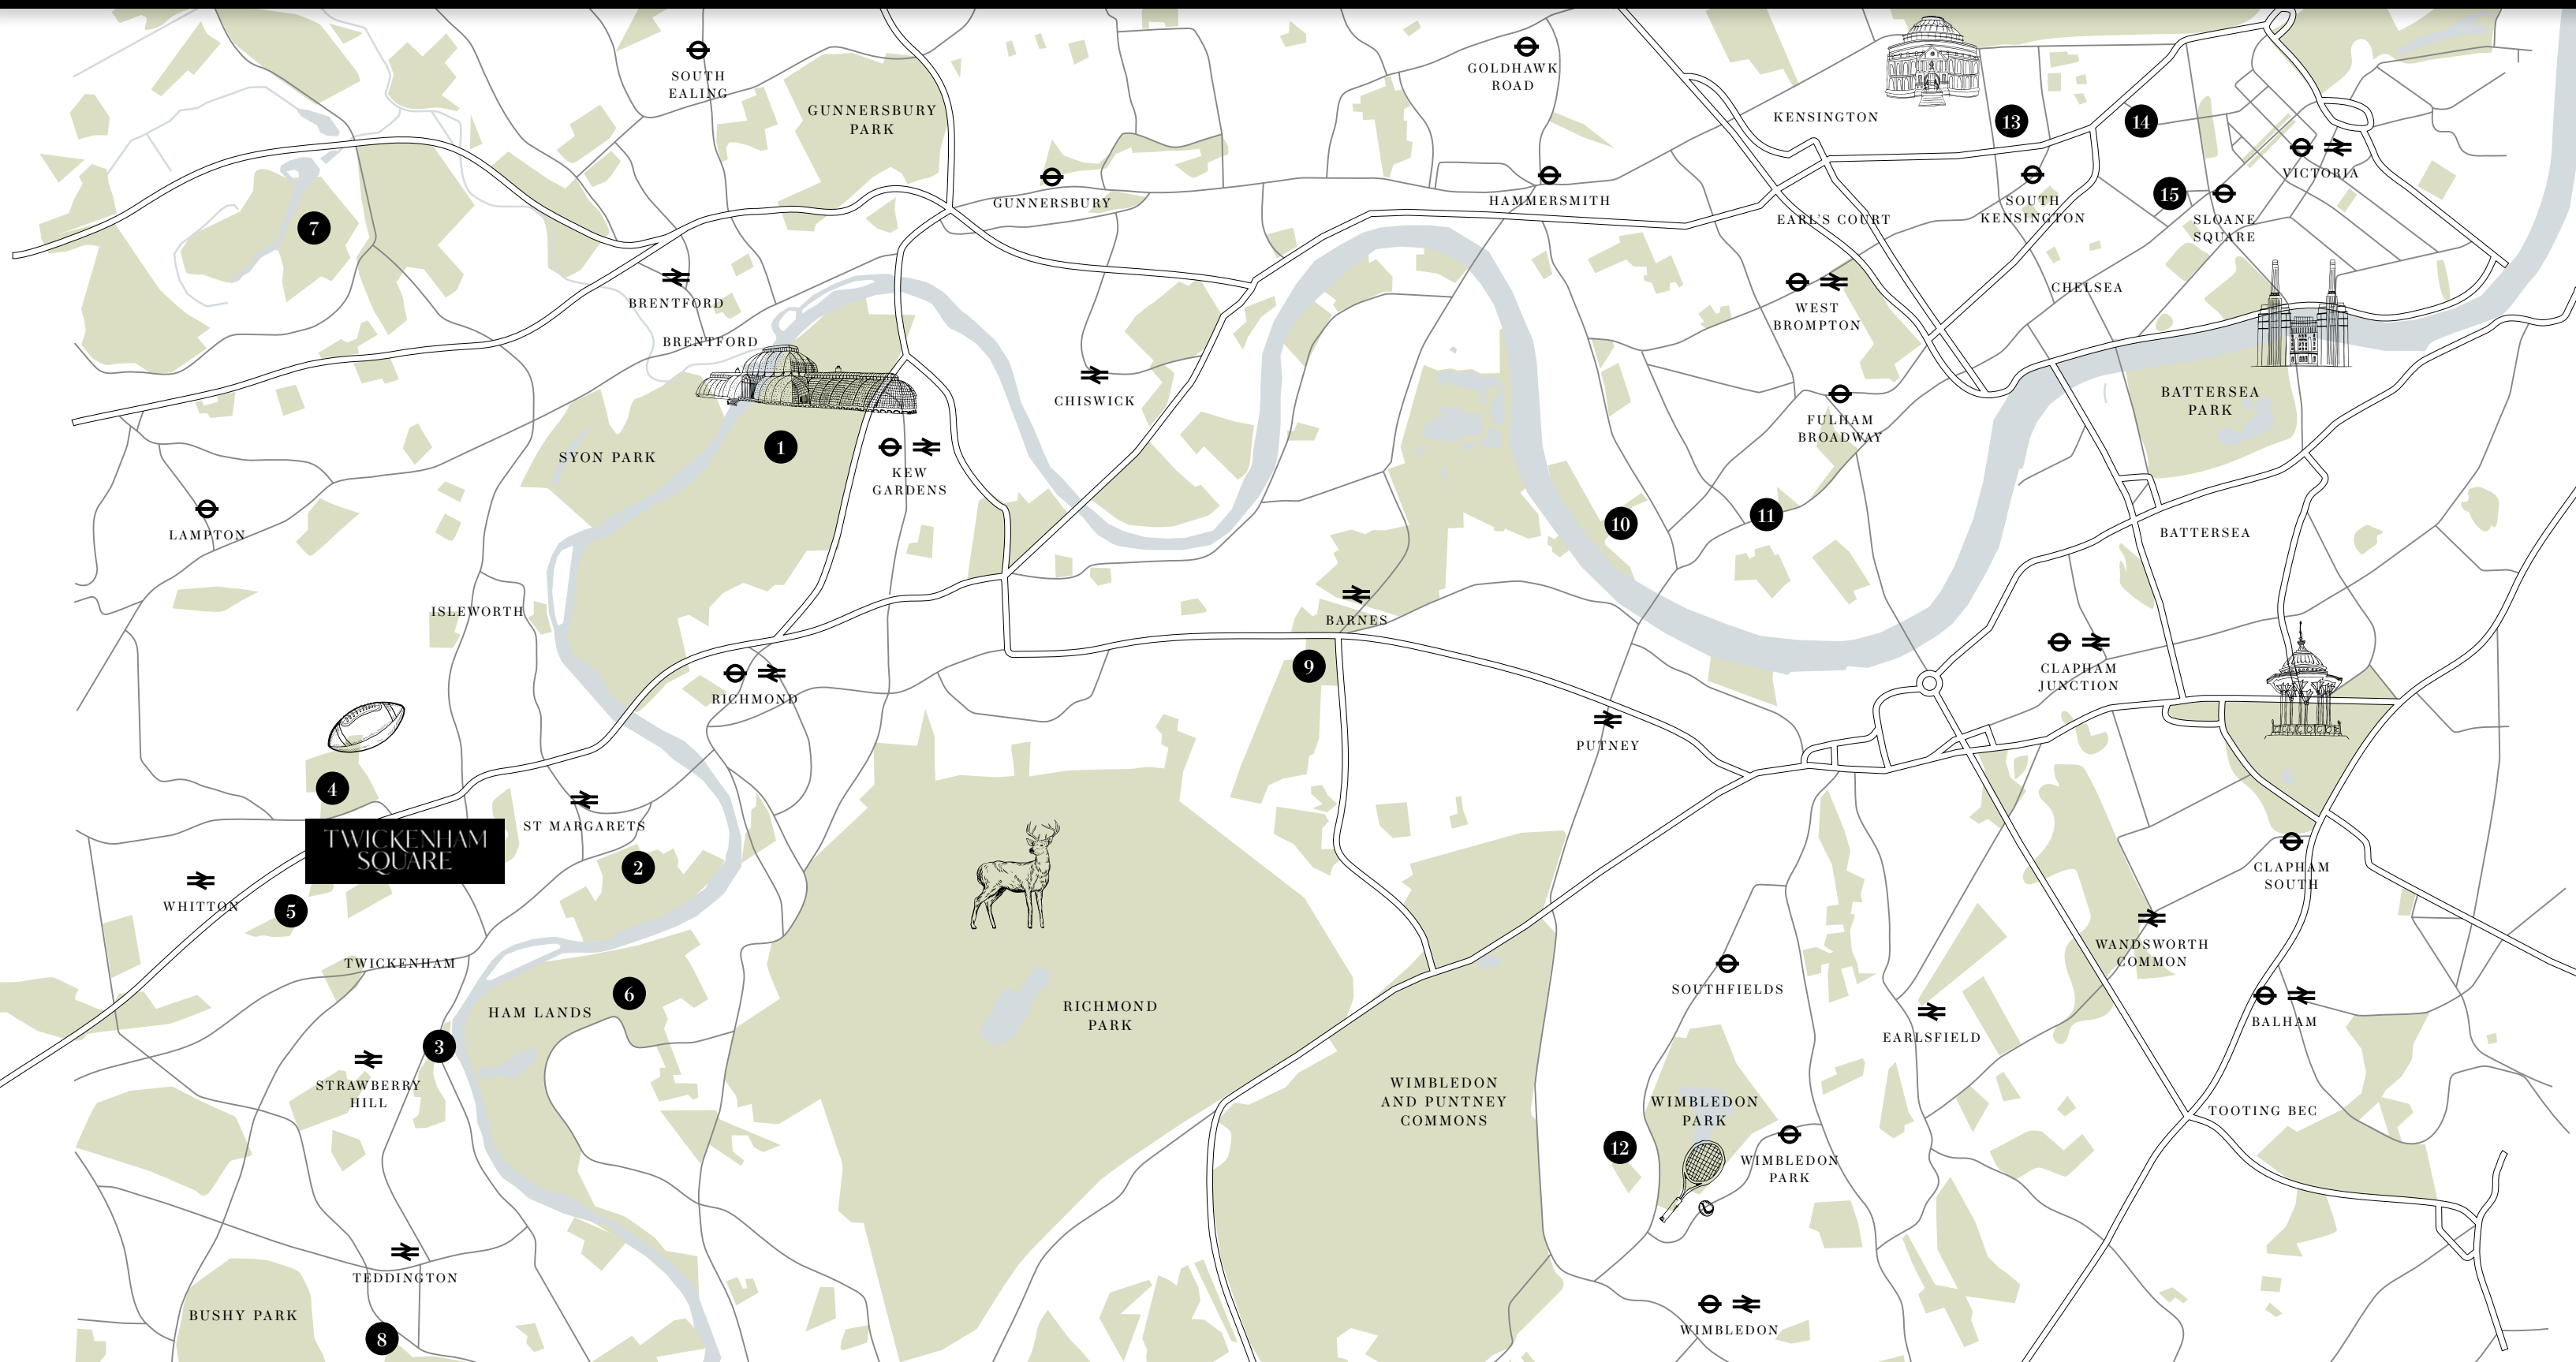 SOUTH
EALING
GUNNERSBURY
PARK
GOLDHAWK
ROAD
KENSINGTON
13
14
VICTORIA
GUNNERSBURY
HAMMERSMITH
EARL'S COURT
SOUTH
KENSINGTON
15
SLOANE
SQUARE
7
BRENTFORD
BRENTFORD
WEST
BROMPTON
CHELSEA
CHISWICK
BATTERSEA
PARK
FULHAM
BROADWAY
SYON PARK
1
KEW
GARDENS
LAMPTON
10
11
BATTERSEA
ISLEWORTH
BARNES
9
RICHMOND
CLAPHAM
JUNCTION
PUTNEY
4
TWICKENHAM
SQUARE
ST MARGARETS
2
WHITTON
5
CLAPHAM
SOUTH
TWICKENHAM
WANDSWORTH
COMMON
SOUTHFIELDS
6
HAM LANDS
RICHMOND
PARK
EARLSFIELD
BALHAM
3
STRAWBERRY
HILL
WIMBLEDON
AND PUNTNEY
COMMONS
WIMBLEDON
PARK
TOOTING BEC
12
WIMBLEDON
PARK
TEDDINGTON
BUSHY PARK
8
WIMBLEDON